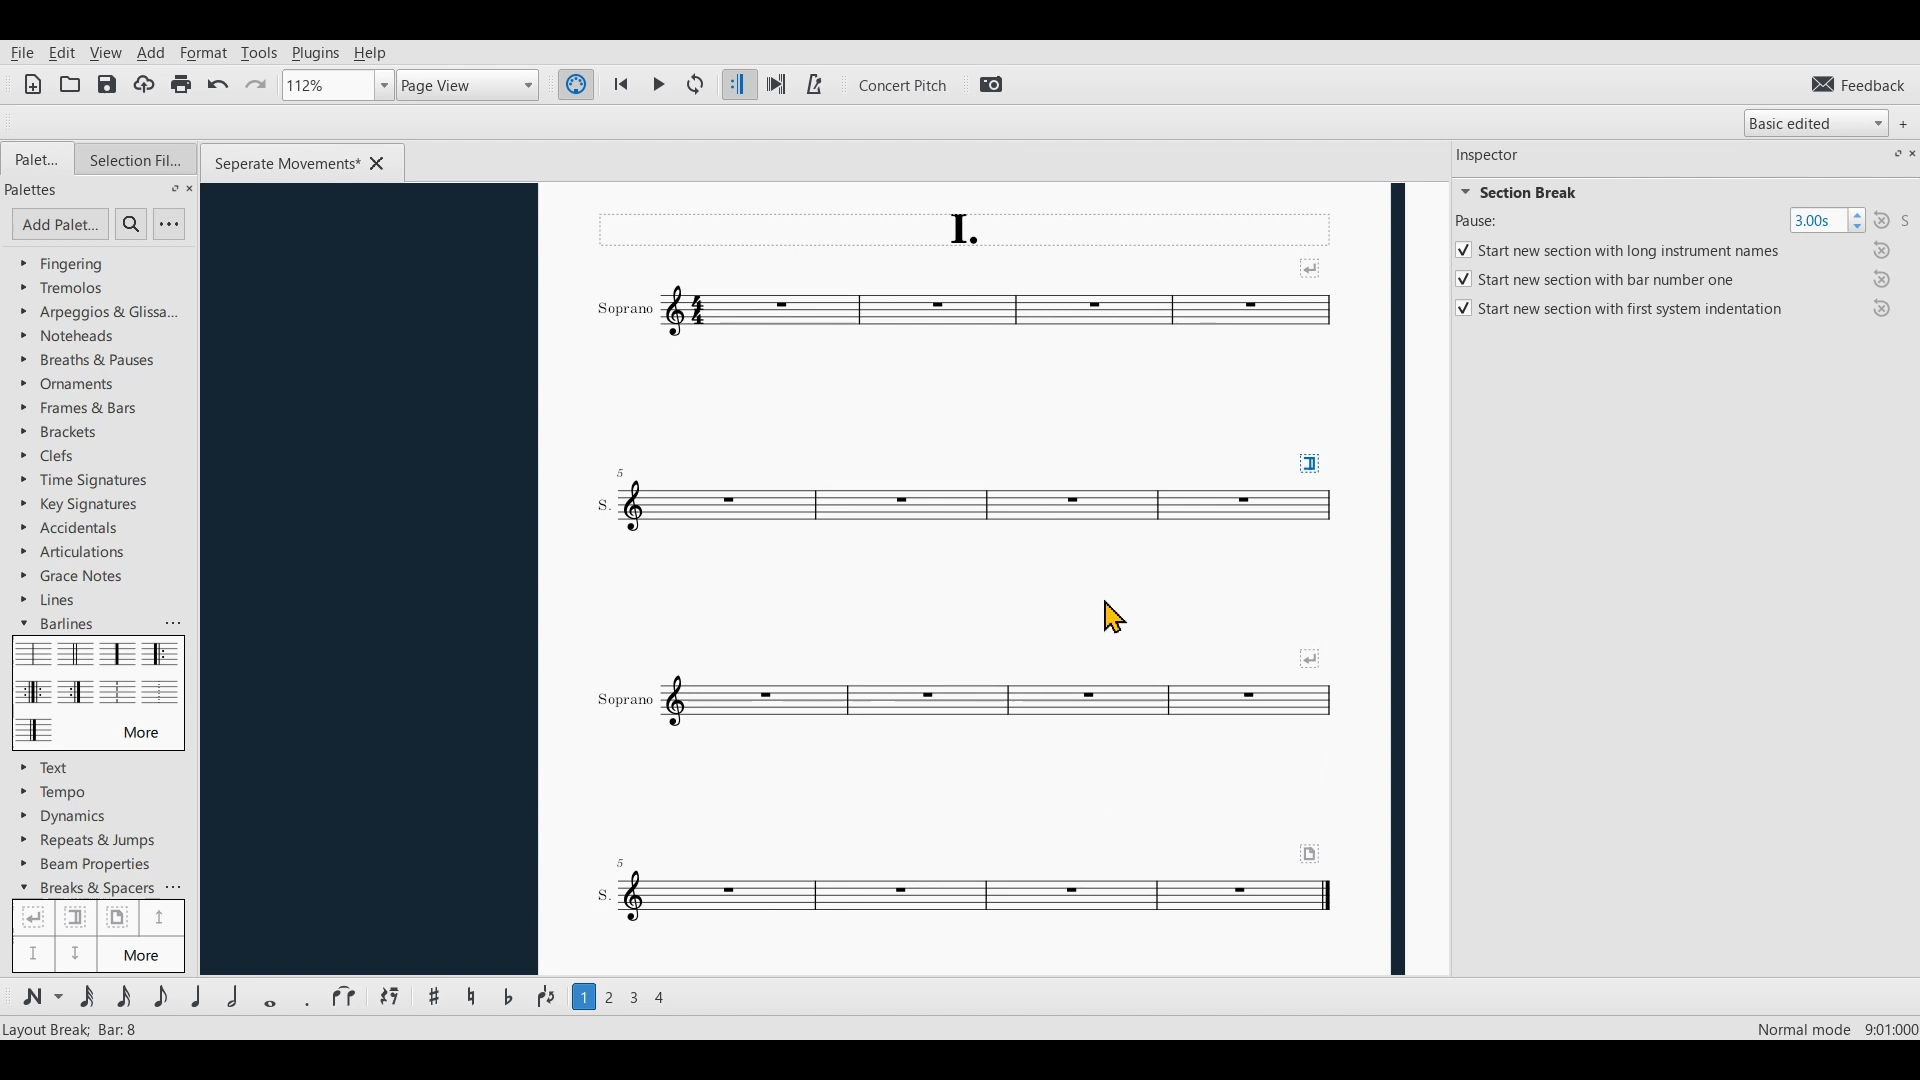 File Edit View Add Format Tools Plugins Help
112% Page View Concert Pitch Feedback
Basic edited +
Palet... Selection Fil... Seperate Movements* Inspector
Palettes
Section Break
Add Palet...
Pause: 3.00s S
Start new section with long instrument names
Start new section with bar number one
Start new section with first system indentation
Fingering
Tremolos
Arpeggios & Glissa...
Noteheads
Breaths & Pauses
Ornaments
Frames & Bars
Brackets
Clefs
Time Signatures
Key Signatures
Accidentals
Articulations
Grace Notes
Lines
Barlines
More
Text
Tempo
Dynamics
Repeats & Jumps
Beam Properties
Breaks & Spacers
More
I.
Soprano 4 4
5
S.
Soprano
5
S.
1 2 3 4
Layout Break; Bar: 8 Normal mode 9:01:000